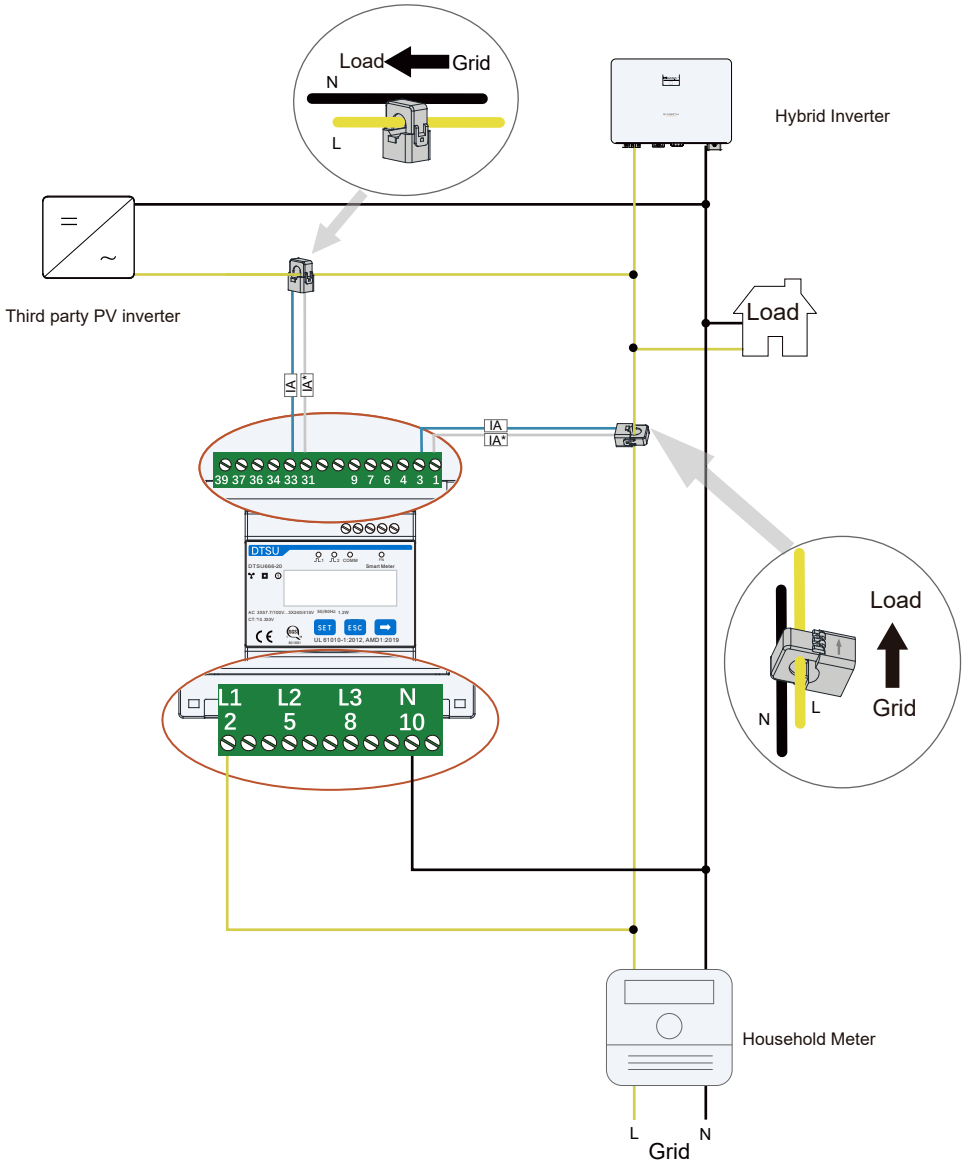 Load Grid
N
L
Hybrid Inverter
Third party PV inverter
Load
IA
IA*
IA
IA*
39 37 36 34 33 31 9 7 6 4 3 1
DTSU
DTSU666-20
COMM
Smart Meter
SET ESC
UL 61010-1:2012, AMD1:2019
L1 L2 L3 N
2 5 8 10
Load
Grid
N
L
Household Meter
L N
Grid